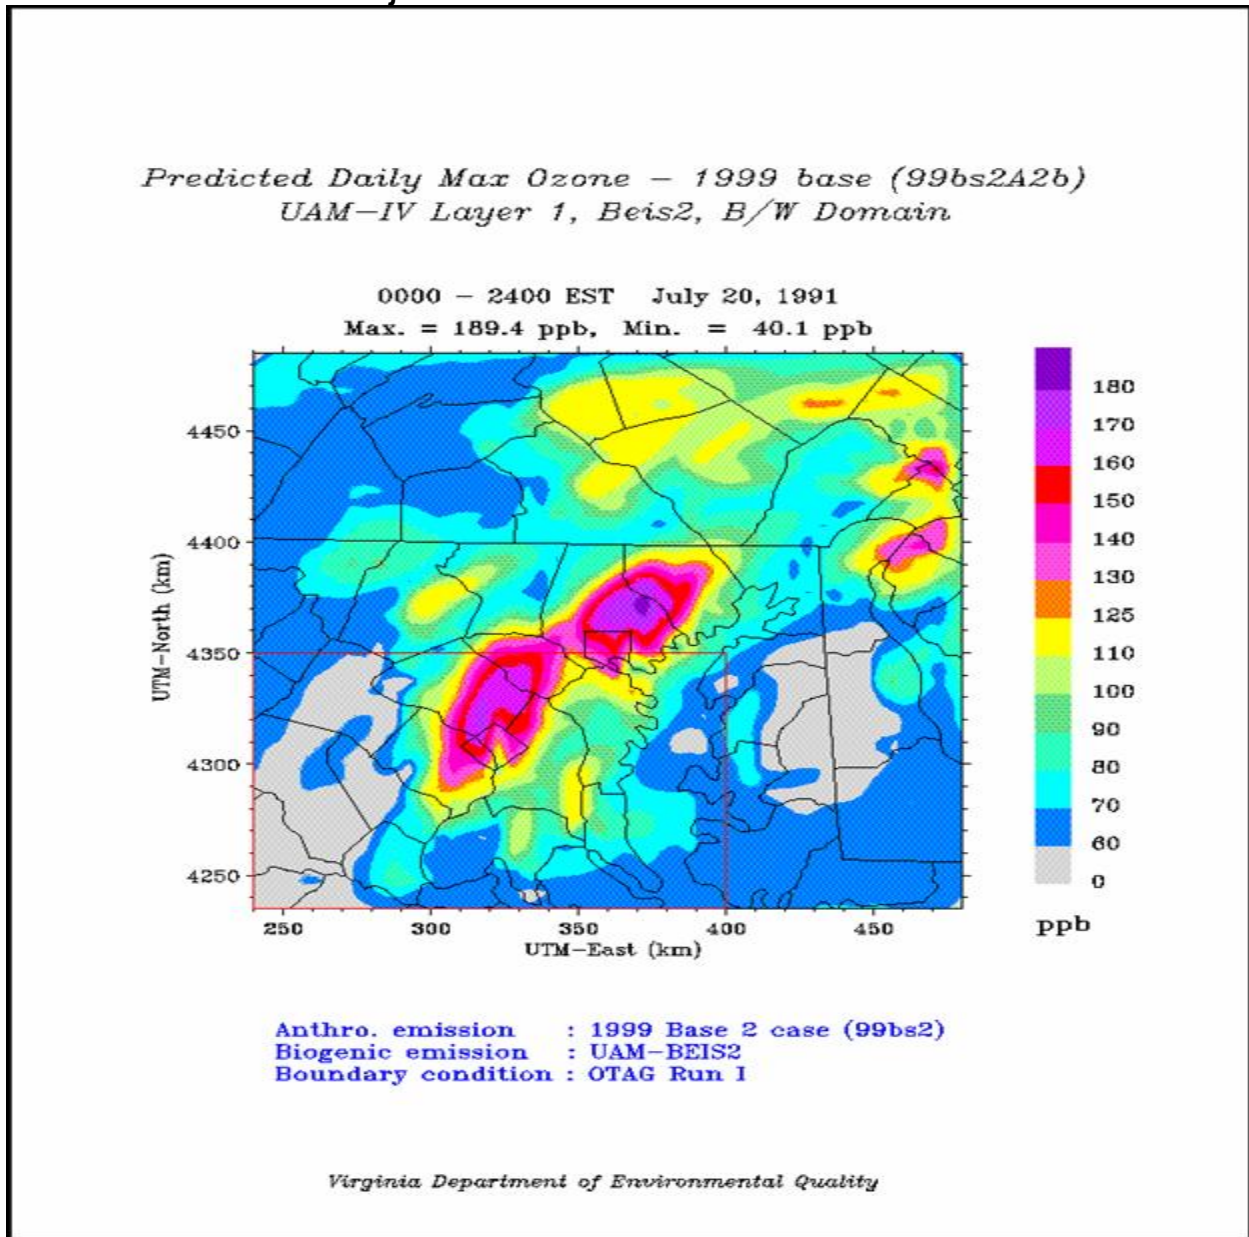 Predicted Daily Max Ozone - 1999 base (99bs2A2b)
UAM-IV Layer 1, Beis2, B/W Domain
0000 - 2400 EST July 20, 1991
Max. = 189.4 ppb, Min. = 40.1 ppb
4450
4400
4350
4300
4250
UTM-North (km)
250 300 350 400 450
UTM-East (km)
180
170
160
150
140
130
125
110
100
90
80
70
60
0
ppb
Anthro. emission : 1999 Base 2 case (99bs2)
Biogenic emission : UAM-BEIS2
Boundary condition : OTAG Run I
Virginia Department of Environmental Quality